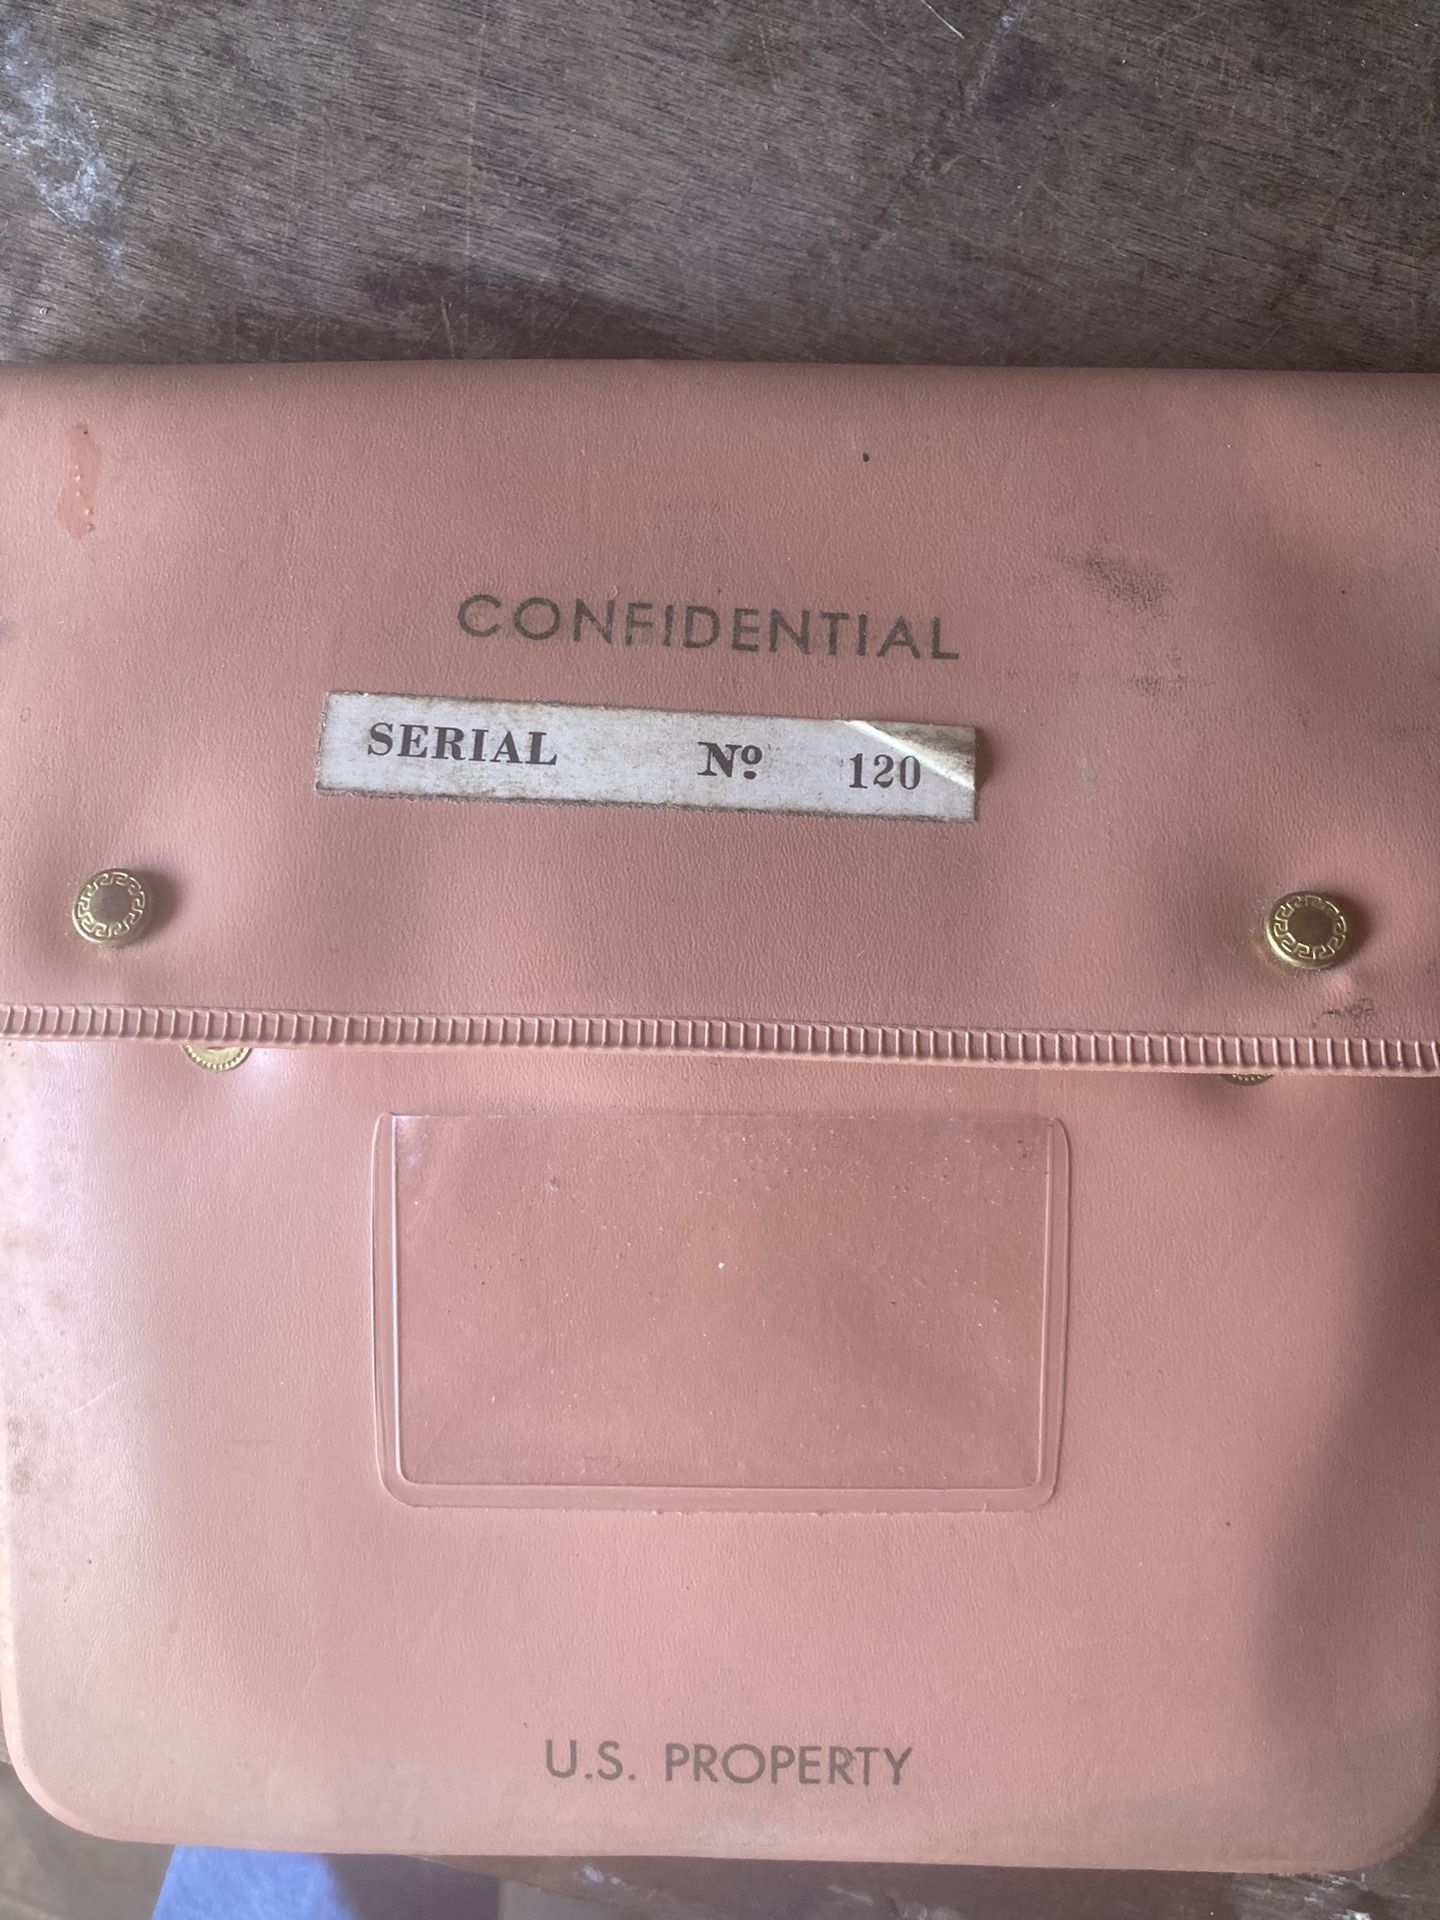 CONFIDENTIAL
SERIAL Nº 120
U.S. PROPERTY